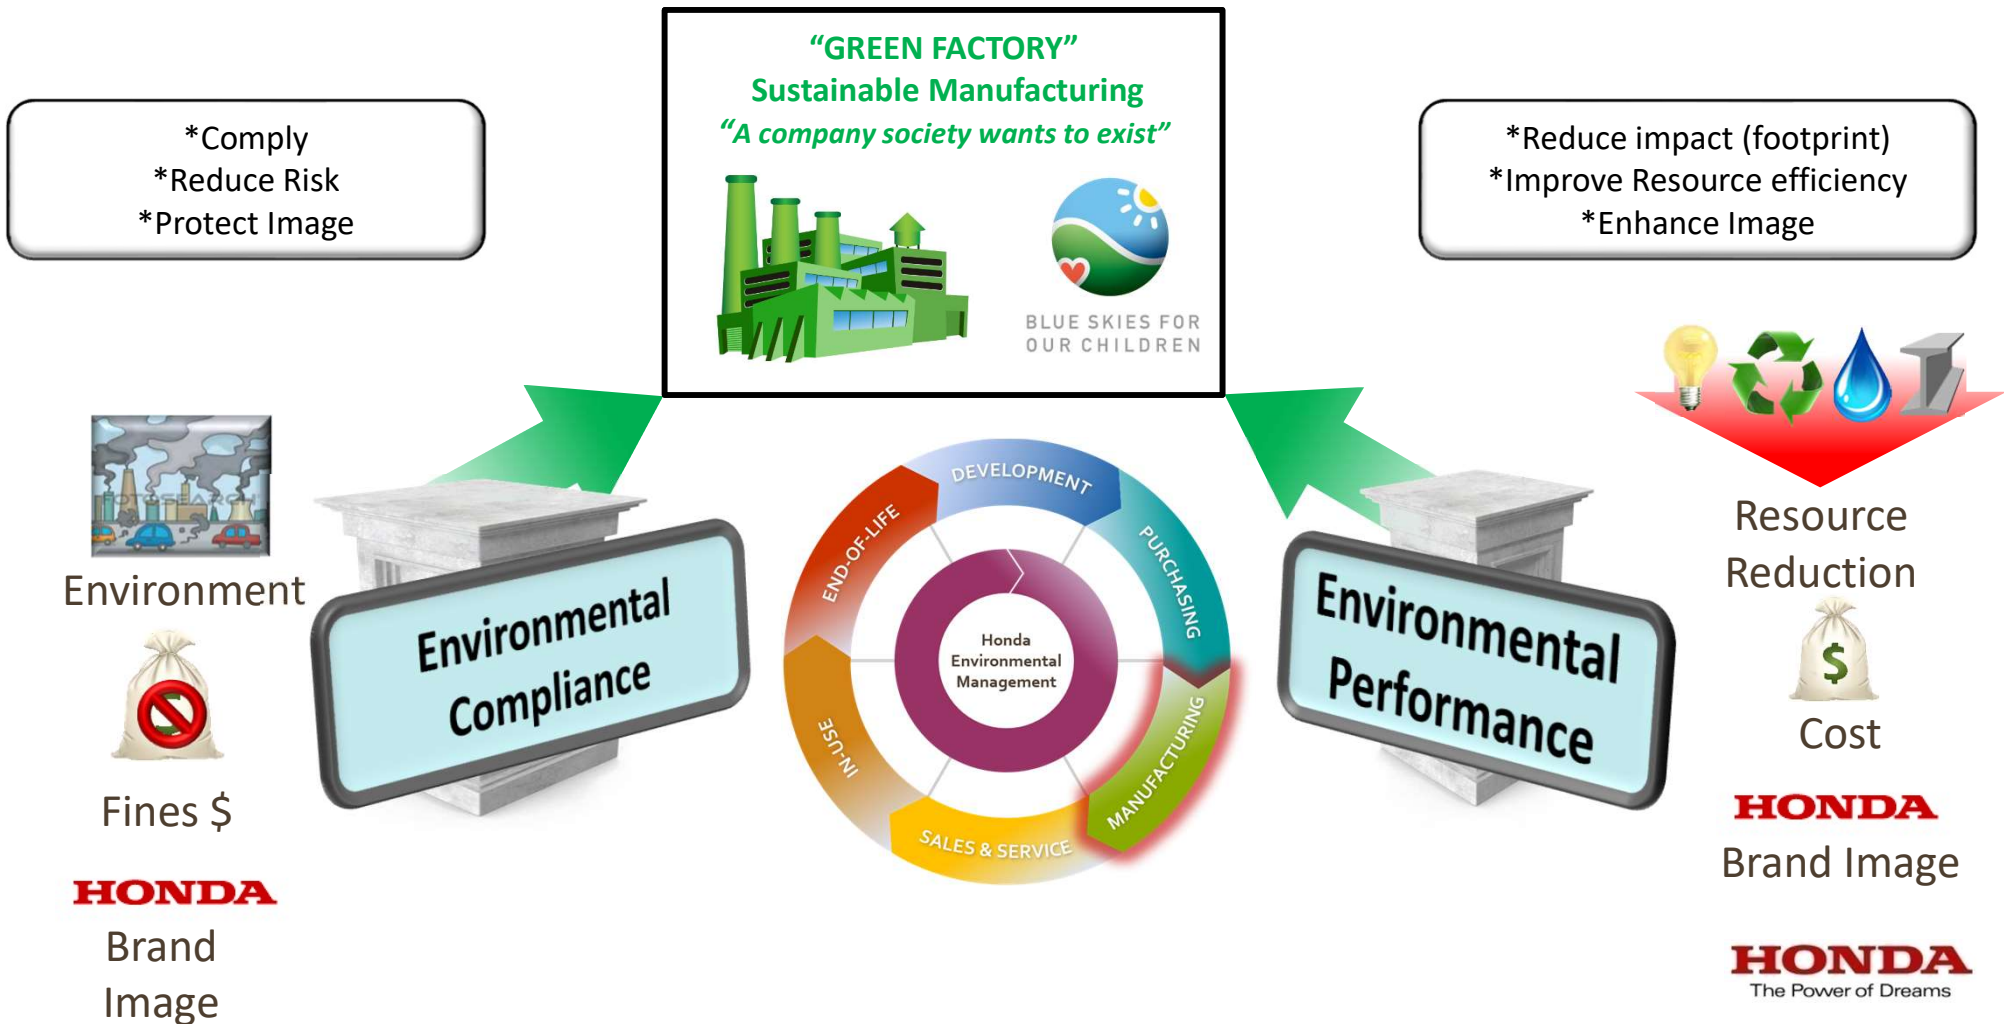 “GREEN FACTORY”
Sustainable Manufacturing
“A company society wants to exist”
BLUE SKIES FOR
OUR CHILDREN
*Comply
*Reduce Risk
*Protect Image
*Reduce impact (footprint)
*Improve Resource efficiency
*Enhance Image
FOTOSEARCH
Environment
Fines $
HONDA
Brand
Image
Environmental
Compliance
DEVELOPMENT
PURCHASING
MANUFACTURING
SALES & SERVICE
IN-USE
END-OF-LIFE
Honda
Environmental
Management
Environmental
Performance
Resource
Reduction
$
Cost
HONDA
Brand Image
HONDA
The Power of Dreams